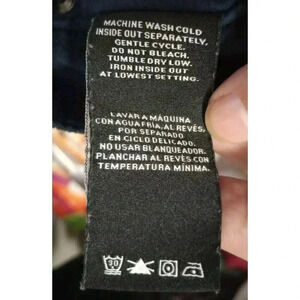 MACHINE WASH COLD
INSIDE OUT SEPARATELY,
GENTLE CYCLE.
DO NOT BLEACH.
TUMBLE DRY LOW.
IRON INSIDE OUT
AT LOWEST SETTING.
LAVAR A MÁQUINA
CON AGUA FRÍA, AL REVÉS,
POR SEPARADO
EN CICLO DELICADO.
NO USAR BLANQUEADOR.
PLANCHAR AL REVÉS CON
TEMPERATURA MÍNIMA.
30